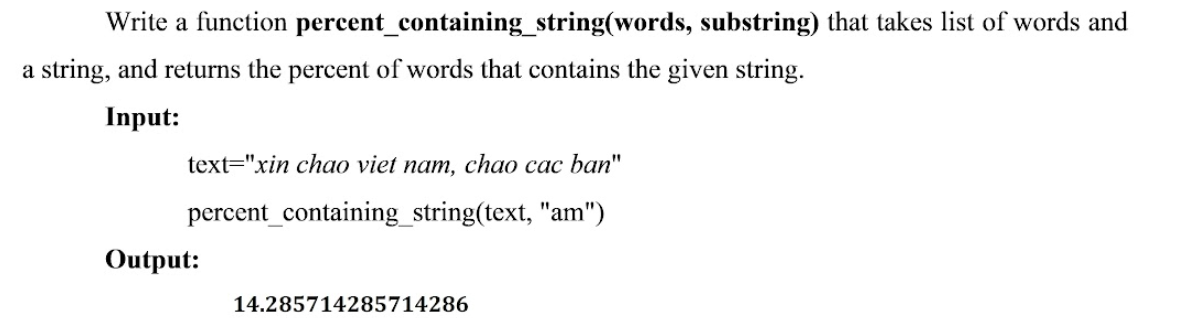 Write a function percent_containing_string(words, substring) that takes list of words and
a string, and returns the percent of words that contains the given string.
Input:
text="xin chao viet nam, chao cac ban"
percent_containing_string(text, "am")
Output:
14.285714285714286